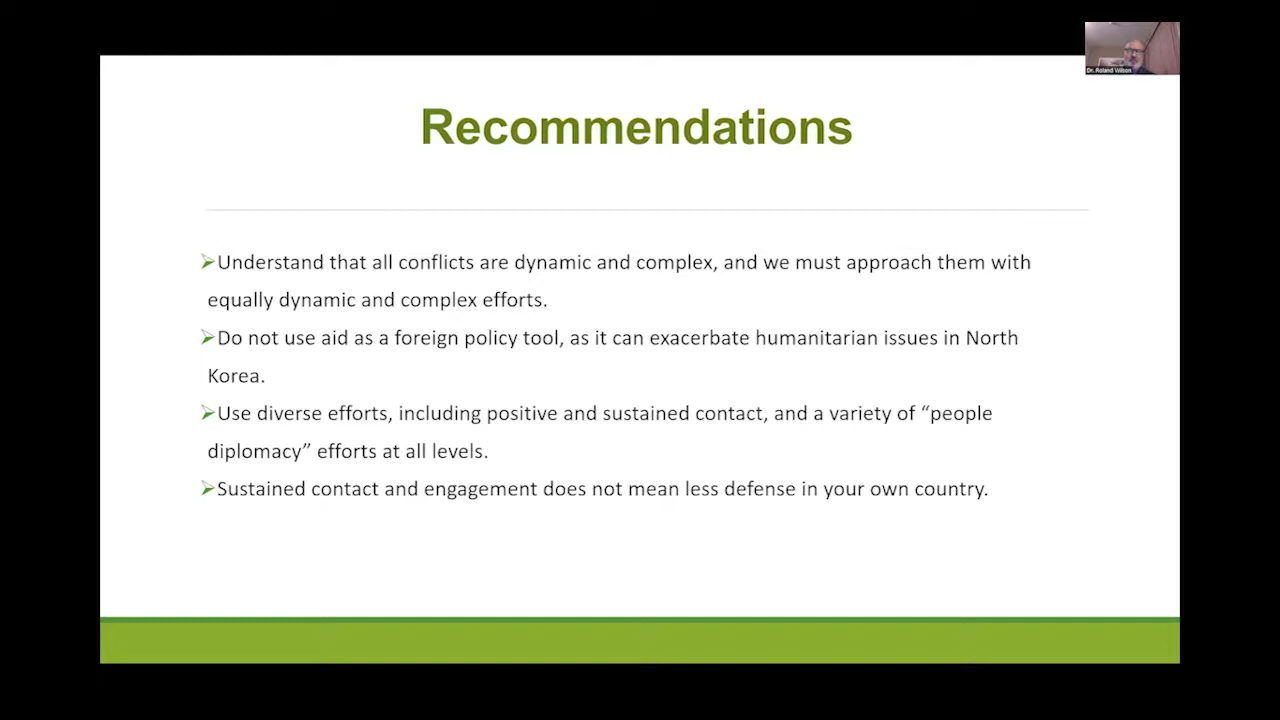 Dr. Roland Wilson
Recommendations
➢Understand that all conflicts are dynamic and complex, and we must approach them with
equally dynamic and complex efforts.
➢Do not use aid as a foreign policy tool, as it can exacerbate humanitarian issues in North
Korea.
➢Use diverse efforts, including positive and sustained contact, and a variety of “people
diplomacy” efforts at all levels.
➢Sustained contact and engagement does not mean less defense in your own country.